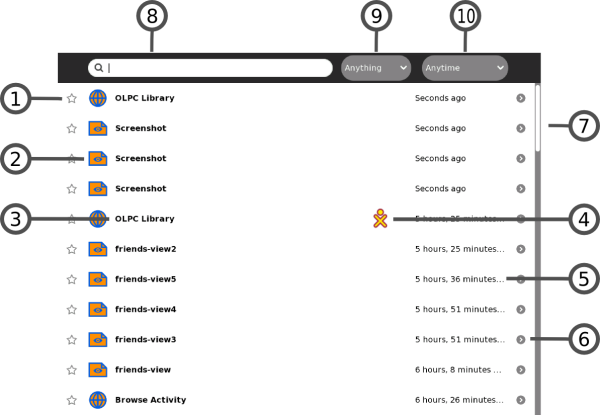 8 9 10
Anything Anytime
1 OLPC Library Seconds ago
Screenshot Seconds ago 7
2 Screenshot Seconds ago
Screenshot Seconds ago
3 OLPC Library 5 hours, 25 minutes... 4
friends-view2 5 hours, 25 minutes...
friends-view5 5 hours, 36 minutes... 5
friends-view4 5 hours, 51 minutes...
friends-view3 5 hours, 51 minutes... 6
friends-view 6 hours, 8 minutes ...
Browse Activity 6 hours, 26 minutes...